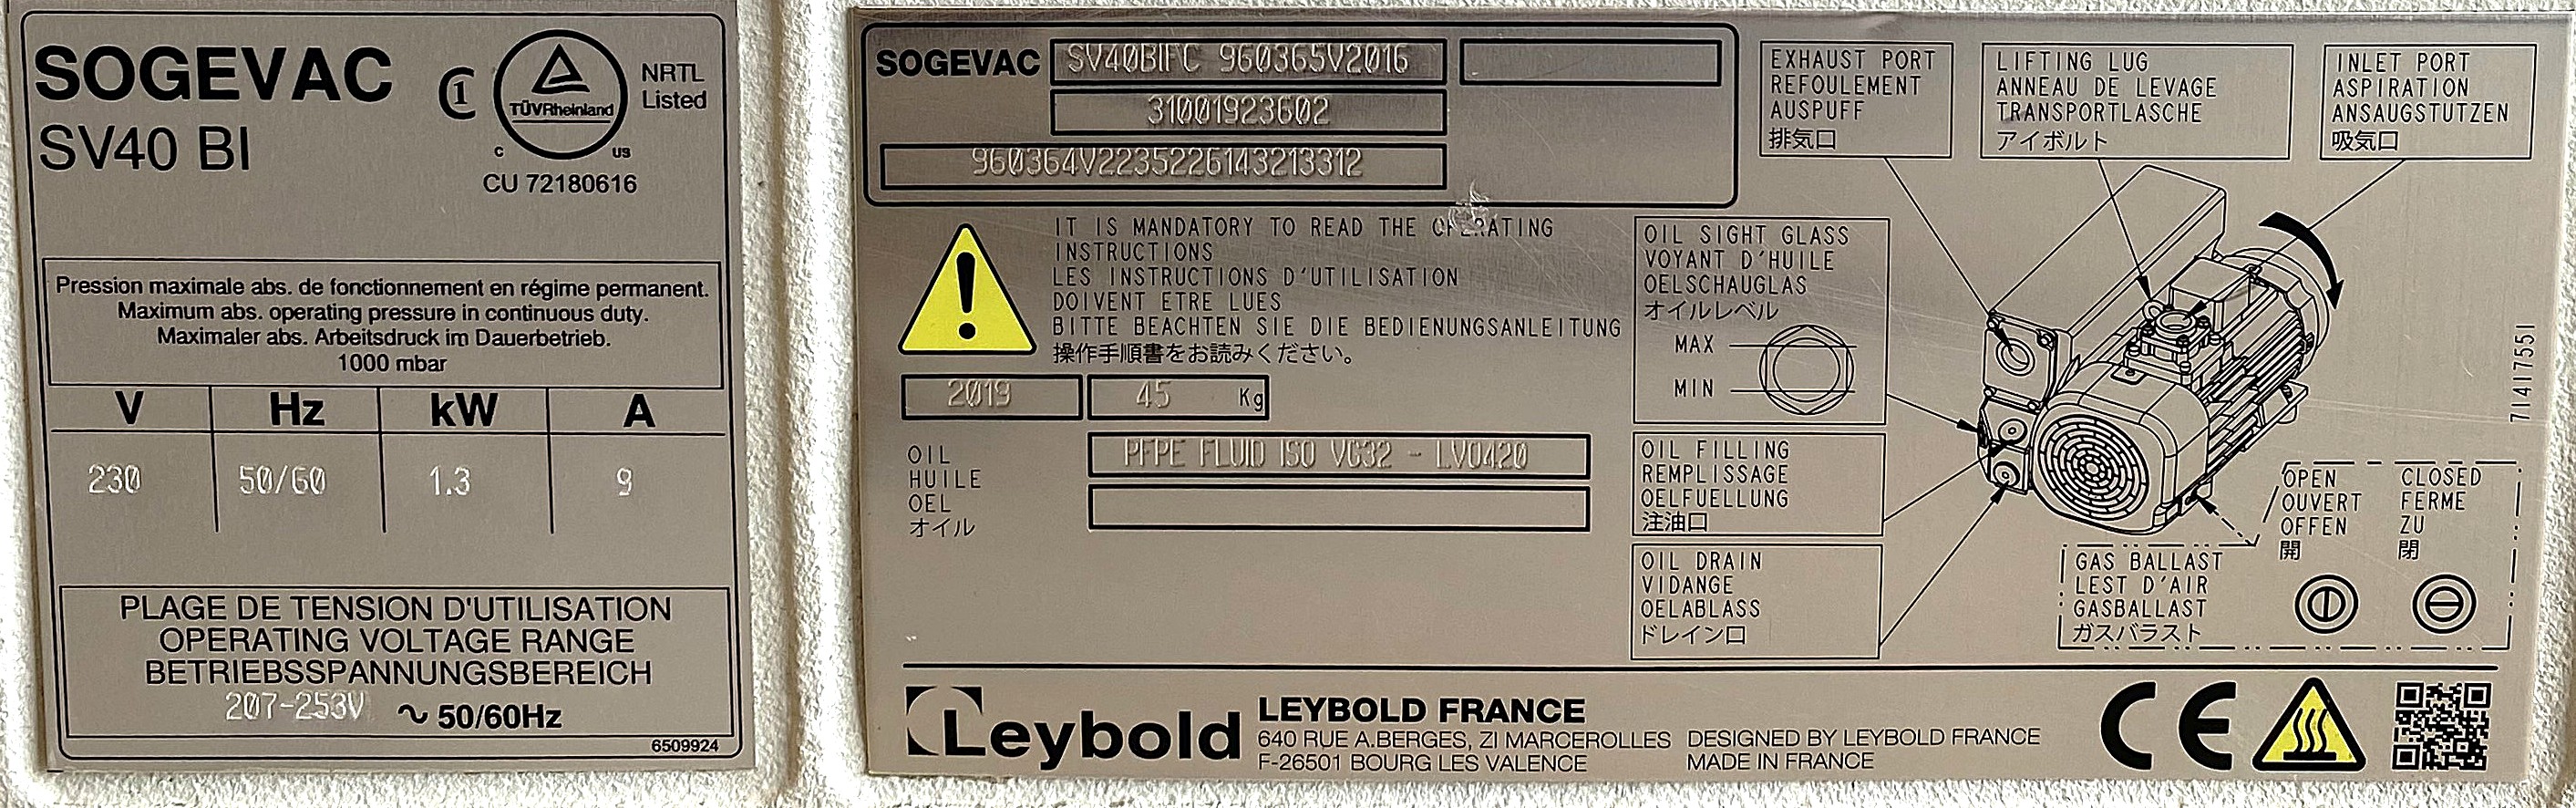 SOGEVAC
SV40 BI
C1
TÜVRheinland
C US
NRTL
Listed
CU 72180616
Pression maximale abs. de fonctionnement en régime permanent.
Maximum abs. operating pressure in continuous duty.
Maximaler abs. Arbeitsdruck im Dauerbetrieb.
1000 mbar
V Hz kW A
230 50/60 1.3 9
PLAGE DE TENSION D'UTILISATION
OPERATING VOLTAGE RANGE
BETRIEBSSPANNUNGSBEREICH
207-253V ~ 50/60Hz
6509924
SOGEVAC SV40BIFC 960365V2016
31001923602
960364V2235226143213312
IT IS MANDATORY TO READ THE OPERATING
INSTRUCTIONS
LES INSTRUCTIONS D'UTILISATION
DOIVENT ETRE LUES
BITTE BEACHTEN SIE DIE BEDIENUNGSANLEITUNG
操作手順書をお読みください。
2019 45 Kg
OIL
HUILE
OEL
オイル
PFPE FLUID ISO VG32 - LVO420
EXHAUST PORT
REFOULEMENT
AUSPUFF
排気口
LIFTING LUG
ANNEAU DE LEVAGE
TRANSPORTLASCHE
アイボルト
INLET PORT
ASPIRATION
ANSAUGSTUTZEN
吸気口
OIL SIGHT GLASS
VOYANT D'HUILE
OELSCHAUGLAS
オイルレベル
MAX
MIN
OIL FILLING
REMPLISSAGE
OELFUELLUNG
注油口
OIL DRAIN
VIDANGE
OELABLASS
ドレイン口
OPEN
OUVERT
OFFEN
開
CLOSED
FERME
ZU
閉
GAS BALLAST
LEST D'AIR
GASBALLAST
ガスバラスト
71417551
Leybold
LEYBOLD FRANCE
640 RUE A.BERGES, ZI MARCEROLLES
F-26501 BOURG LES VALENCE
DESIGNED BY LEYBOLD FRANCE
MADE IN FRANCE
CE